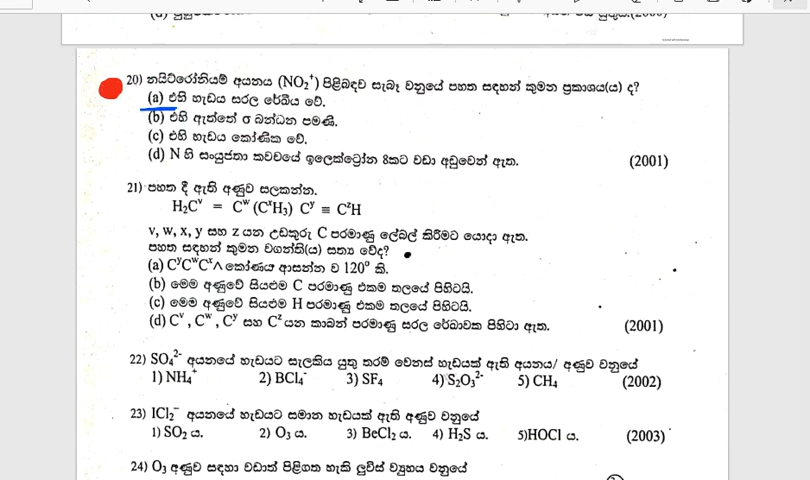 20) නයිට්රෝනියම් අයනය (NO₂⁺) පිළිබඳව සැබෑ වනුයේ පහත සඳහන් කුමන ප්‍රකාශය(ය) ද?
(a) එහි හැඩය සරල රේඛීය වේ.
(b) එහි ඇත්තේ σ බන්ධන පමණි.
(c) එහි හැඩය කෝණික වේ.
(d) N හි සංයුජතා කවචයේ ඉලෙක්ට්‍රෝන 8කට වඩා අඩුවෙන් ඇත. (2001)
21) පහත දී ඇති අණුව සලකන්න.
H₂Cᵛ = Cʷ (CˣH₃) Cʸ ≡ CᶻH
v, w, x, y සහ z යන උඩකුරු C පරමාණු ලේබල් කිරීමට යොදා ඇත.
පහත සඳහන් කුමන වගන්ති(ය) සත්‍ය වේද?
(a) CʸCʷCˣ∧ කෝණය ආසන්න ව 120⁰ කි.
(b) මෙම අණුවේ සියළුම C පරමාණු එකම තලයේ පිහිටයි.
(c) මෙම අණුවේ සියළුම H පරමාණු එකම තලයේ පිහිටයි.
(d) Cᵛ , Cʷ , Cʸ සහ Cᶻ යන කාබන් පරමාණු සරල රේඛාවක පිහිටා ඇත. (2001)
22) SO₄²⁻ අයනයේ හැඩයට සැලකිය යුතු තරම් වෙනස් හැඩයක් ඇති අයනය/ අණුව වනුයේ
1) NH₄⁺ 2) BCl₄⁻ 3) SF₄ 4) S₂O₃²⁻ 5) CH₄ (2002)
23) ICl₂⁻ අයනයේ හැඩයට සමාන හැඩයක් ඇති අණුව වනුයේ
1) SO₂ ය. 2) O₃ ය. 3) BeCl₂ ය. 4) H₂S ය. 5)HOCl ය. (2003)
24) O₃ අණුව සඳහා වඩාත් පිළිගත හැකි ලුවිස් ව්‍යුහය වනුයේ